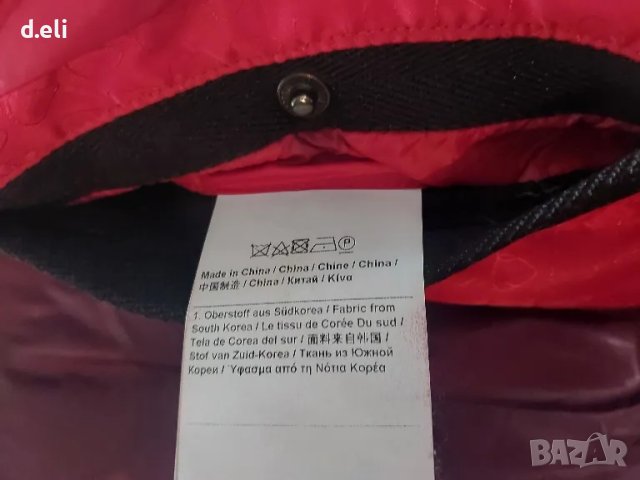 d.eli
P
Made in China / China / Chine / China /
中国制造 / China / Китай / Κίνα
1. Oberstoff aus Südkorea / Fabric from
South Korea / Le tissu de Corée Du sud /
Tela de Corea del sur / 面料来自韩国 /
Stof van Zuid-Korea / Ткань из Южной
Кореи / Ύφασμα από τη Νότια Κορέα
BAZAR